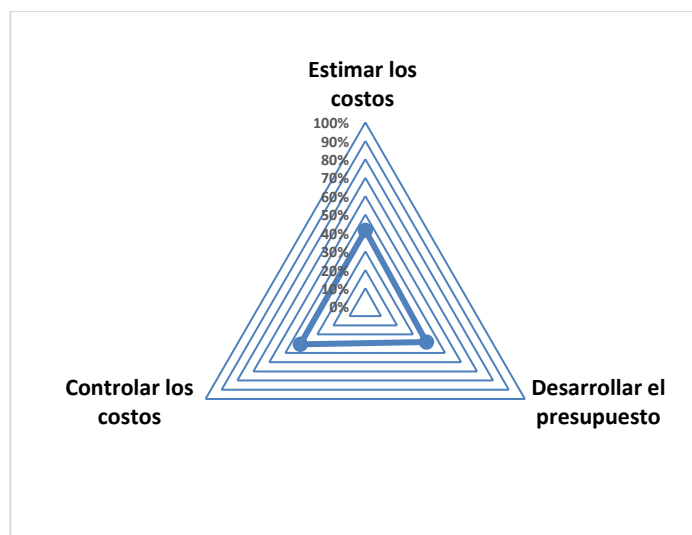 Estimar los
costos
100%
90%
80%
70%
60%
50%
40%
30%
20%
10%
0%
Controlar los
costos
Desarrollar el
presupuesto